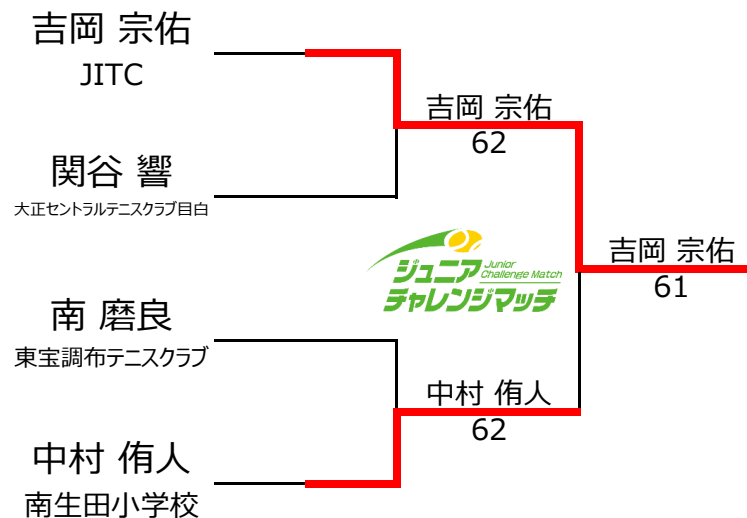 吉岡 宗佑
JITC
関谷 響
大正セントラルテニスクラブ目白
南 磨良
東宝調布テニスクラブ
中村 侑人
南生田小学校
吉岡 宗佑
62
中村 侑人
62
吉岡 宗佑
61
ジュニア Junior Challenge Match
チャレンジマッチ